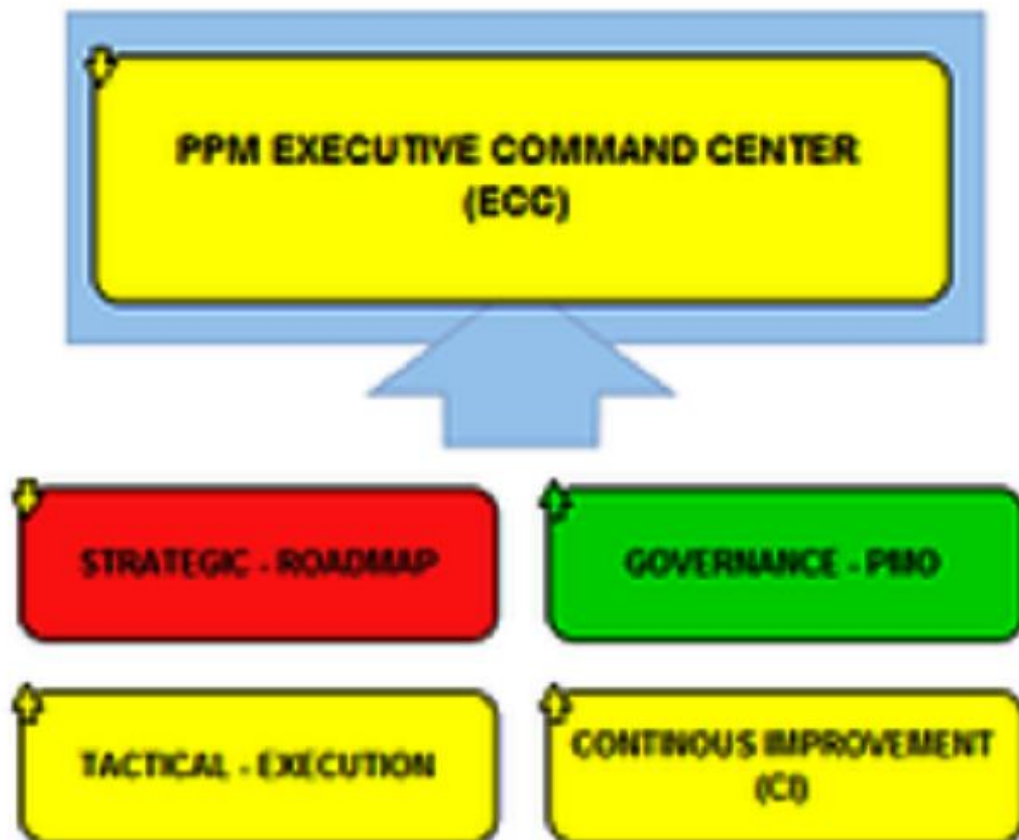 PPM EXECUTIVE COMMAND CENTER
(ECC)
STRATEGIC - ROADMAP
GOVERNANCE - PMO
TACTICAL - EXECUTION
CONTINOUS IMPROVEMENT
(CI)